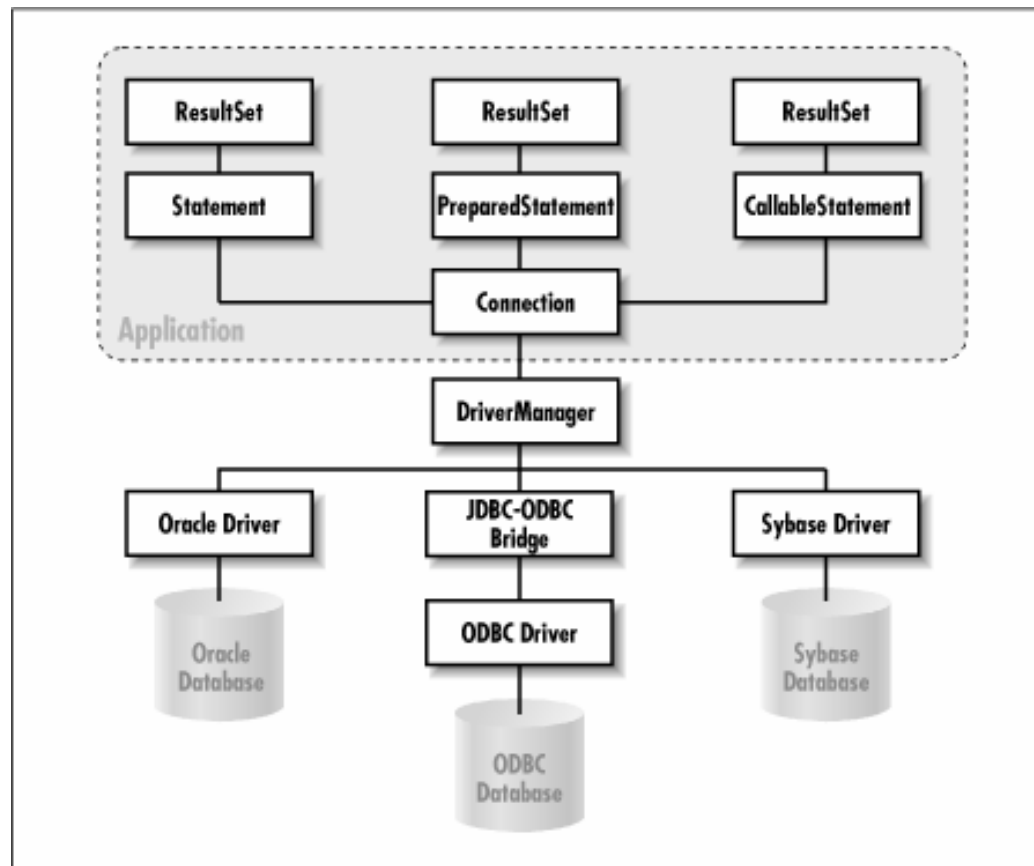 ResultSet
ResultSet
ResultSet
Statement
PreparedStatement
CallableStatement
Connection
Application
DriverManager
Oracle Driver
JDBC-ODBC
Bridge
Sybase Driver
ODBC Driver
Oracle
Database
Sybase
Database
ODBC
Database